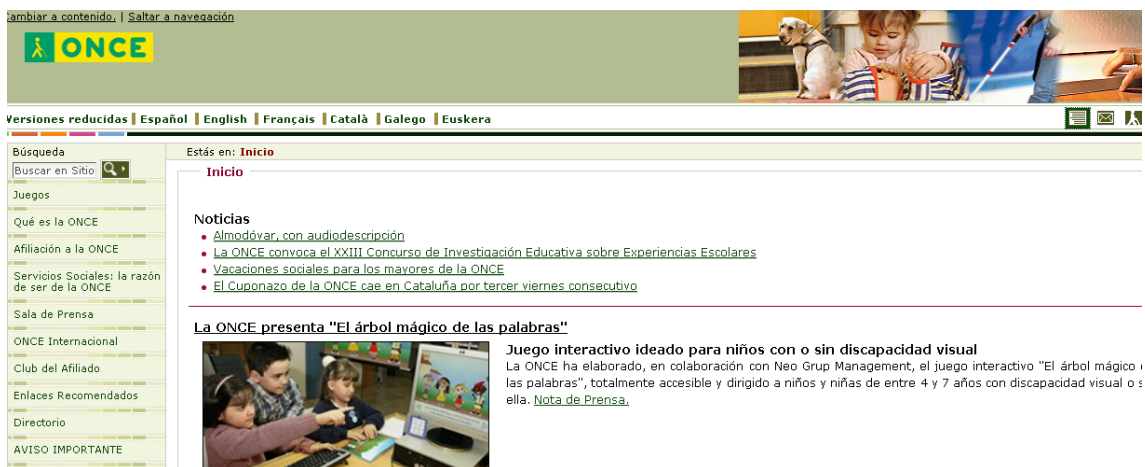 Cambiar a contenido. | Saltar a navegación
ONCE
Versiones reducidas Español English Français Català Galego Euskera
Búsqueda
Buscar en Sitio
Juegos
Qué es la ONCE
Afiliación a la ONCE
Servicios Sociales: la razón
de ser de la ONCE
Sala de Prensa
ONCE Internacional
Club del Afiliado
Enlaces Recomendados
Directorio
AVISO IMPORTANTE
Estás en: Inicio
Inicio
Noticias
Almodóvar, con audiodescripción
La ONCE convoca el XXIII Concurso de Investigación Educativa sobre Experiencias Escolares
Vacaciones sociales para los mayores de la ONCE
El Cuponazo de la ONCE cae en Cataluña por tercer viernes consecutivo
La ONCE presenta "El árbol mágico de las palabras"
Juego interactivo ideado para niños con o sin discapacidad visual
La ONCE ha elaborado, en colaboración con Neo Grup Management, el juego interactivo "El árbol mágico
las palabras", totalmente accesible y dirigido a niños y niñas de entre 4 y 7 años con discapacidad visual o
ella. Nota de Prensa.